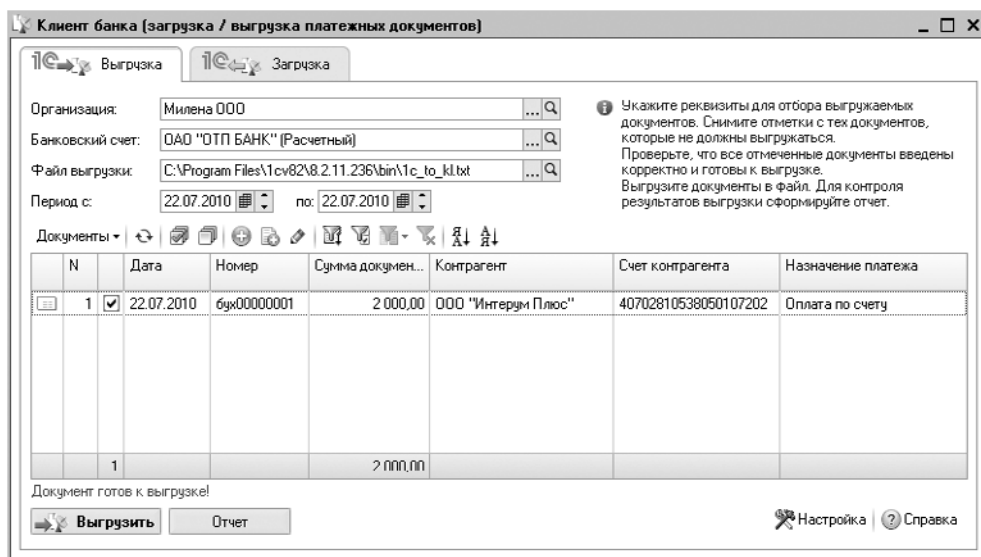 Клиент банка (загрузка / выгрузка платежных документов)
1С Выгрузка 1С Загрузка
Организация: Милена ООО ...
Банковский счет: ОАО "ОТП БАНК" (Расчетный) ...
Файл выгрузки: C:\Program Files\1cv82\8.2.11.236\bin\1c_to_kl.txt ...
Период с: 22.07.2010 по: 22.07.2010
Укажите реквизиты для отбора выгружаемых
документов. Снимите отметки с тех документов,
которые не должны выгружаться.
Проверьте, что все отмеченные документы введены
корректно и готовы к выгрузке.
Выгрузите документы в файл. Для контроля
результатов выгрузки сформируйте отчет.
Документы
N Дата Номер Сумма докумен... Контрагент Счет контрагента Назначение платежа
1 22.07.2010 бух00000001 2 000,00 ООО "Интерум Плюс" 40702810538050107202 Оплата по счету
1 2 000,00
Документ готов к выгрузке!
Выгрузить Отчет Настройка ? Справка